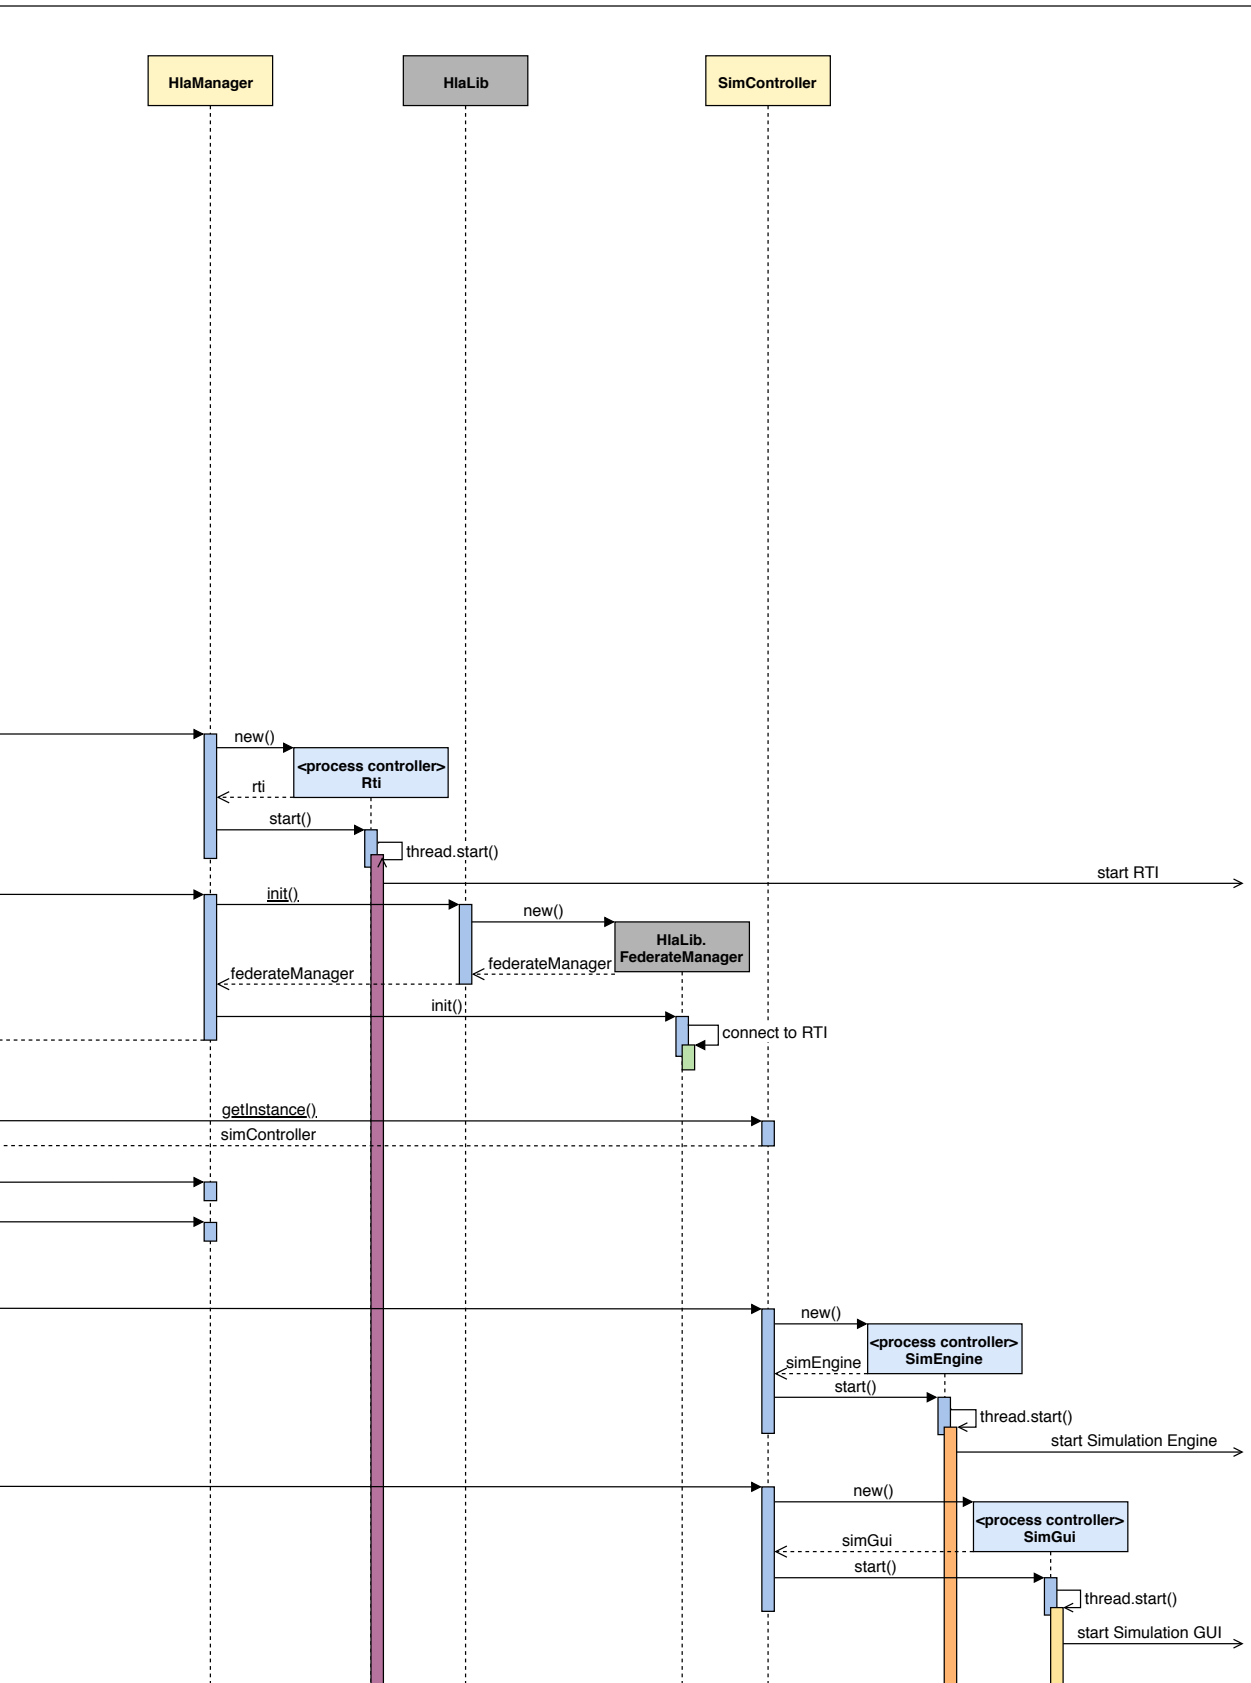 HlaManager
HlaLib
SimController
new()
<process controller>
Rti
rti
start()
thread.start()
start RTI
init()
new()
HlaLib.
FederateManager
federateManager
federateManager
init()
connect to RTI
getInstance()
simController
new()
<process controller>
SimEngine
simEngine
start()
thread.start()
start Simulation Engine
new()
<process controller>
SimGui
simGui
start()
thread.start()
start Simulation GUI